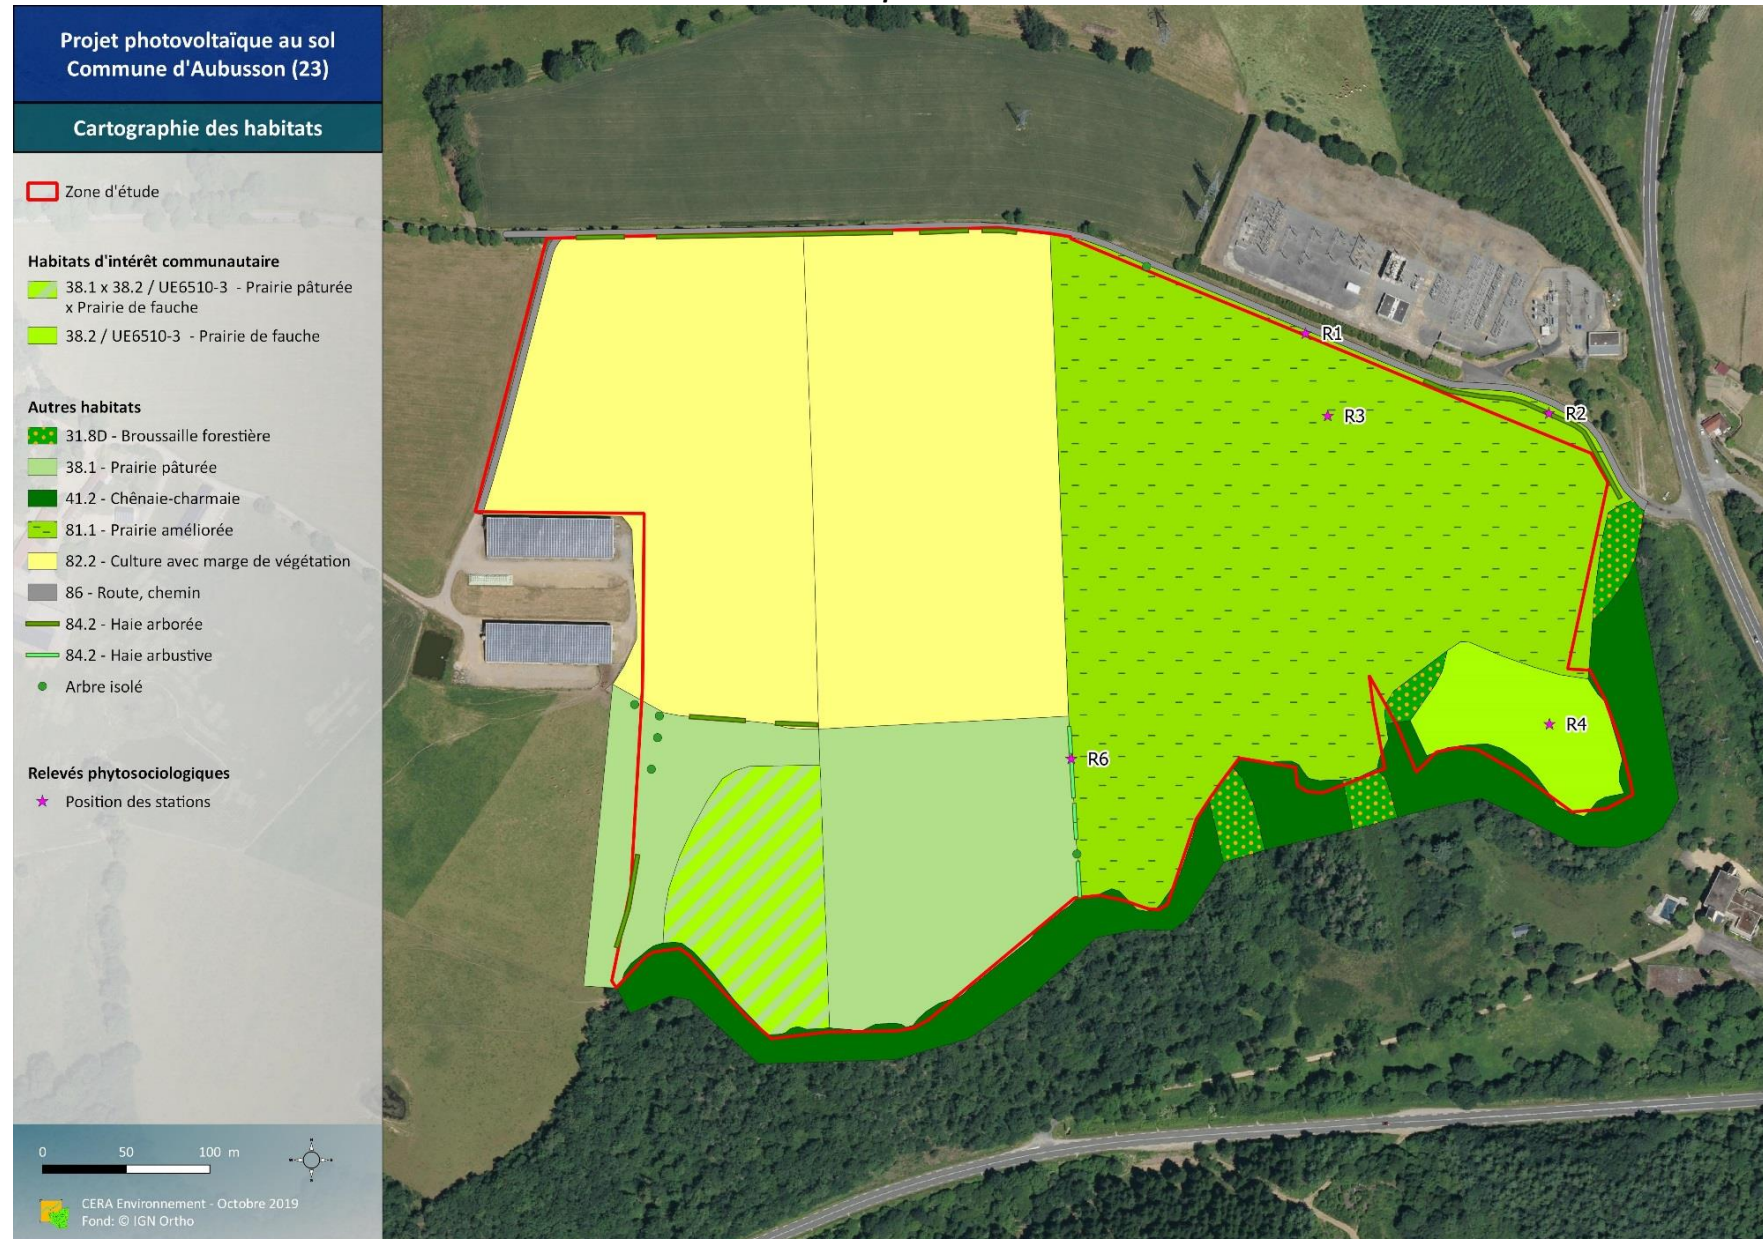 Projet photovoltaïque au sol
Commune d'Aubusson (23)
Cartographie des habitats
Zone d'étude
Habitats d'intérêt communautaire
38.1 x 38.2 / UE6510-3 - Prairie pâturée
x Prairie de fauche
38.2 / UE6510-3 - Prairie de fauche
Autres habitats
31.8D - Broussaille forestière
38.1 - Prairie pâturée
41.2 - Chênaie-charmaie
81.1 - Prairie améliorée
82.2 - Culture avec marge de végétation
86 - Route, chemin
84.2 - Haie arborée
84.2 - Haie arbustive
Arbre isolé
Relevés phytosociologiques
Position des stations
0 50 100 m
CERA Environnement - Octobre 2019
Fond: © IGN Ortho
R1
R3
R2
R4
R6